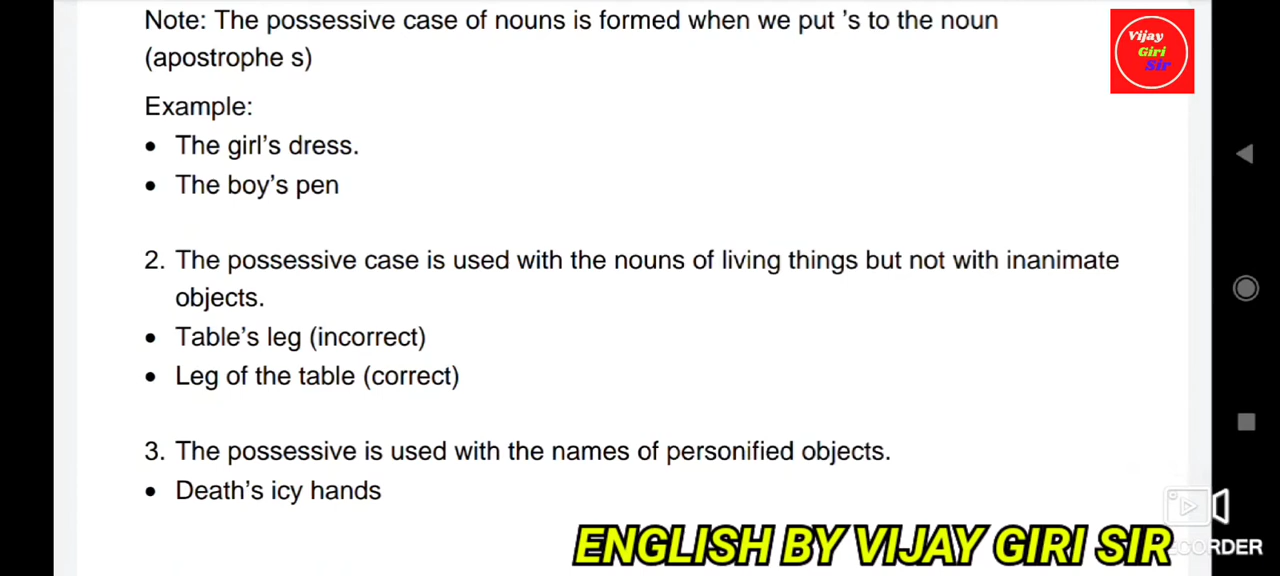 Note: The possessive case of nouns is formed when we put ’s to the noun
(apostrophe s)
Vijay
Giri
Sir
Example:
• The girl’s dress.
• The boy’s pen
2. The possessive case is used with the nouns of living things but not with inanimate
objects.
• Table’s leg (incorrect)
• Leg of the table (correct)
3. The possessive is used with the names of personified objects.
• Death’s icy hands
ENGLISH BY VIJAY GIRI SIR